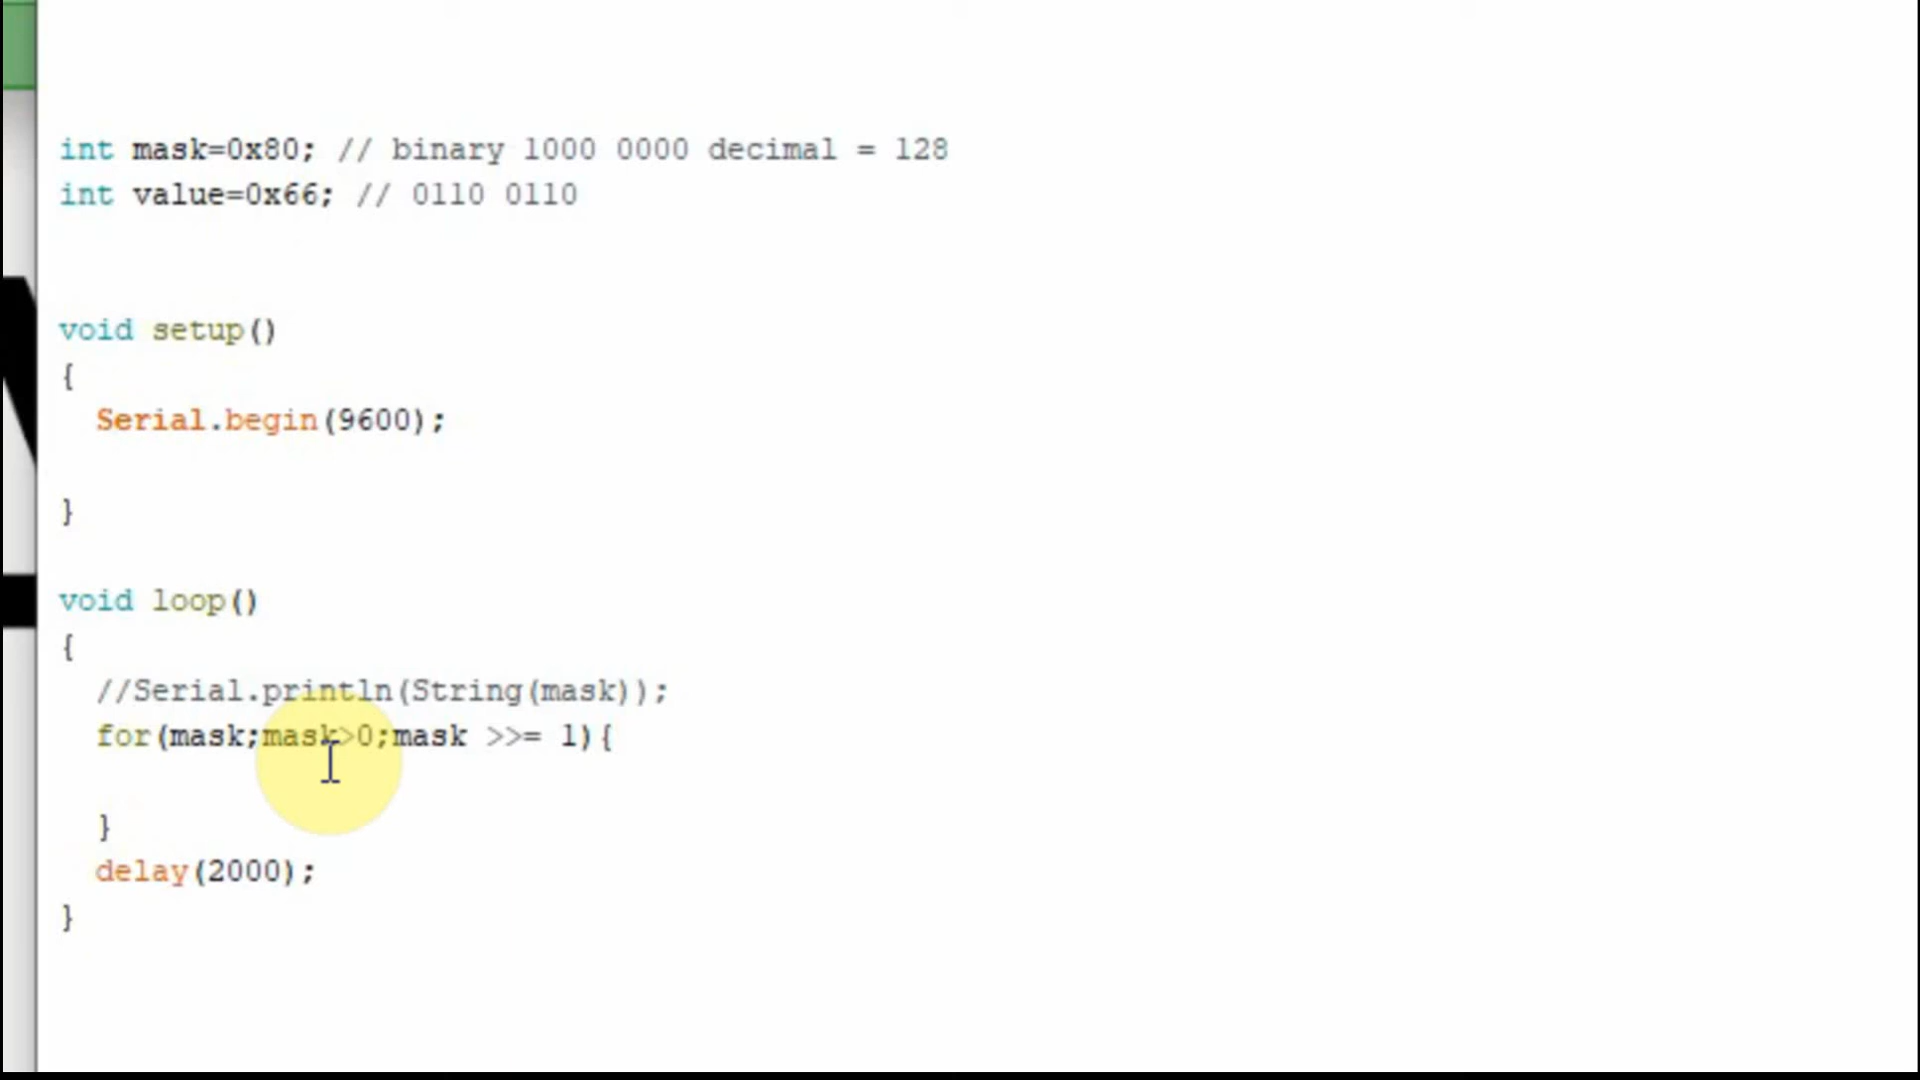 int mask=0x80; // binary 1000 0000 decimal = 128
int value=0x66; // 0110 0110
void setup()
{
Serial.begin(9600);
}
void loop()
{
//Serial.println(String(mask));
for(mask;mask>0;mask >>= 1){
}
delay(2000);
}